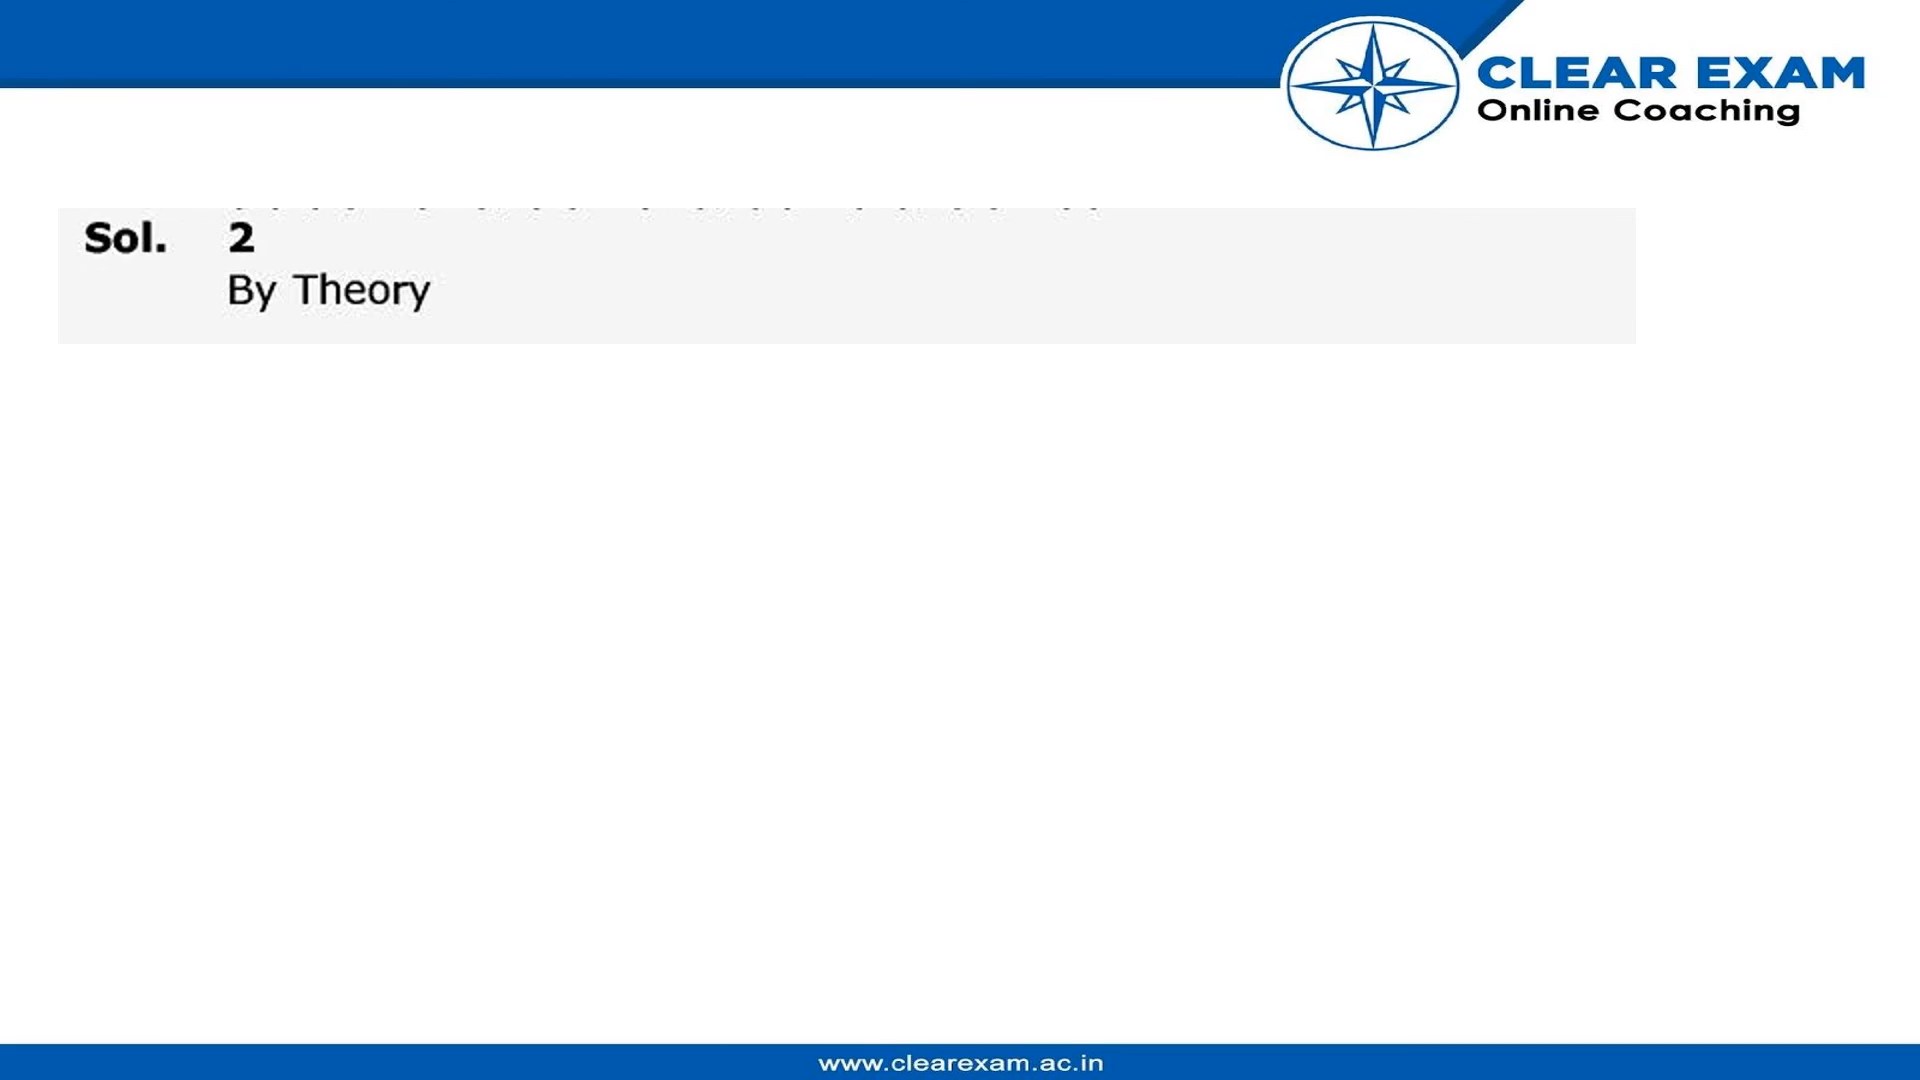 CLEAR EXAM
Online Coaching
Sol. 2
By Theory
www.clearexam.ac.in